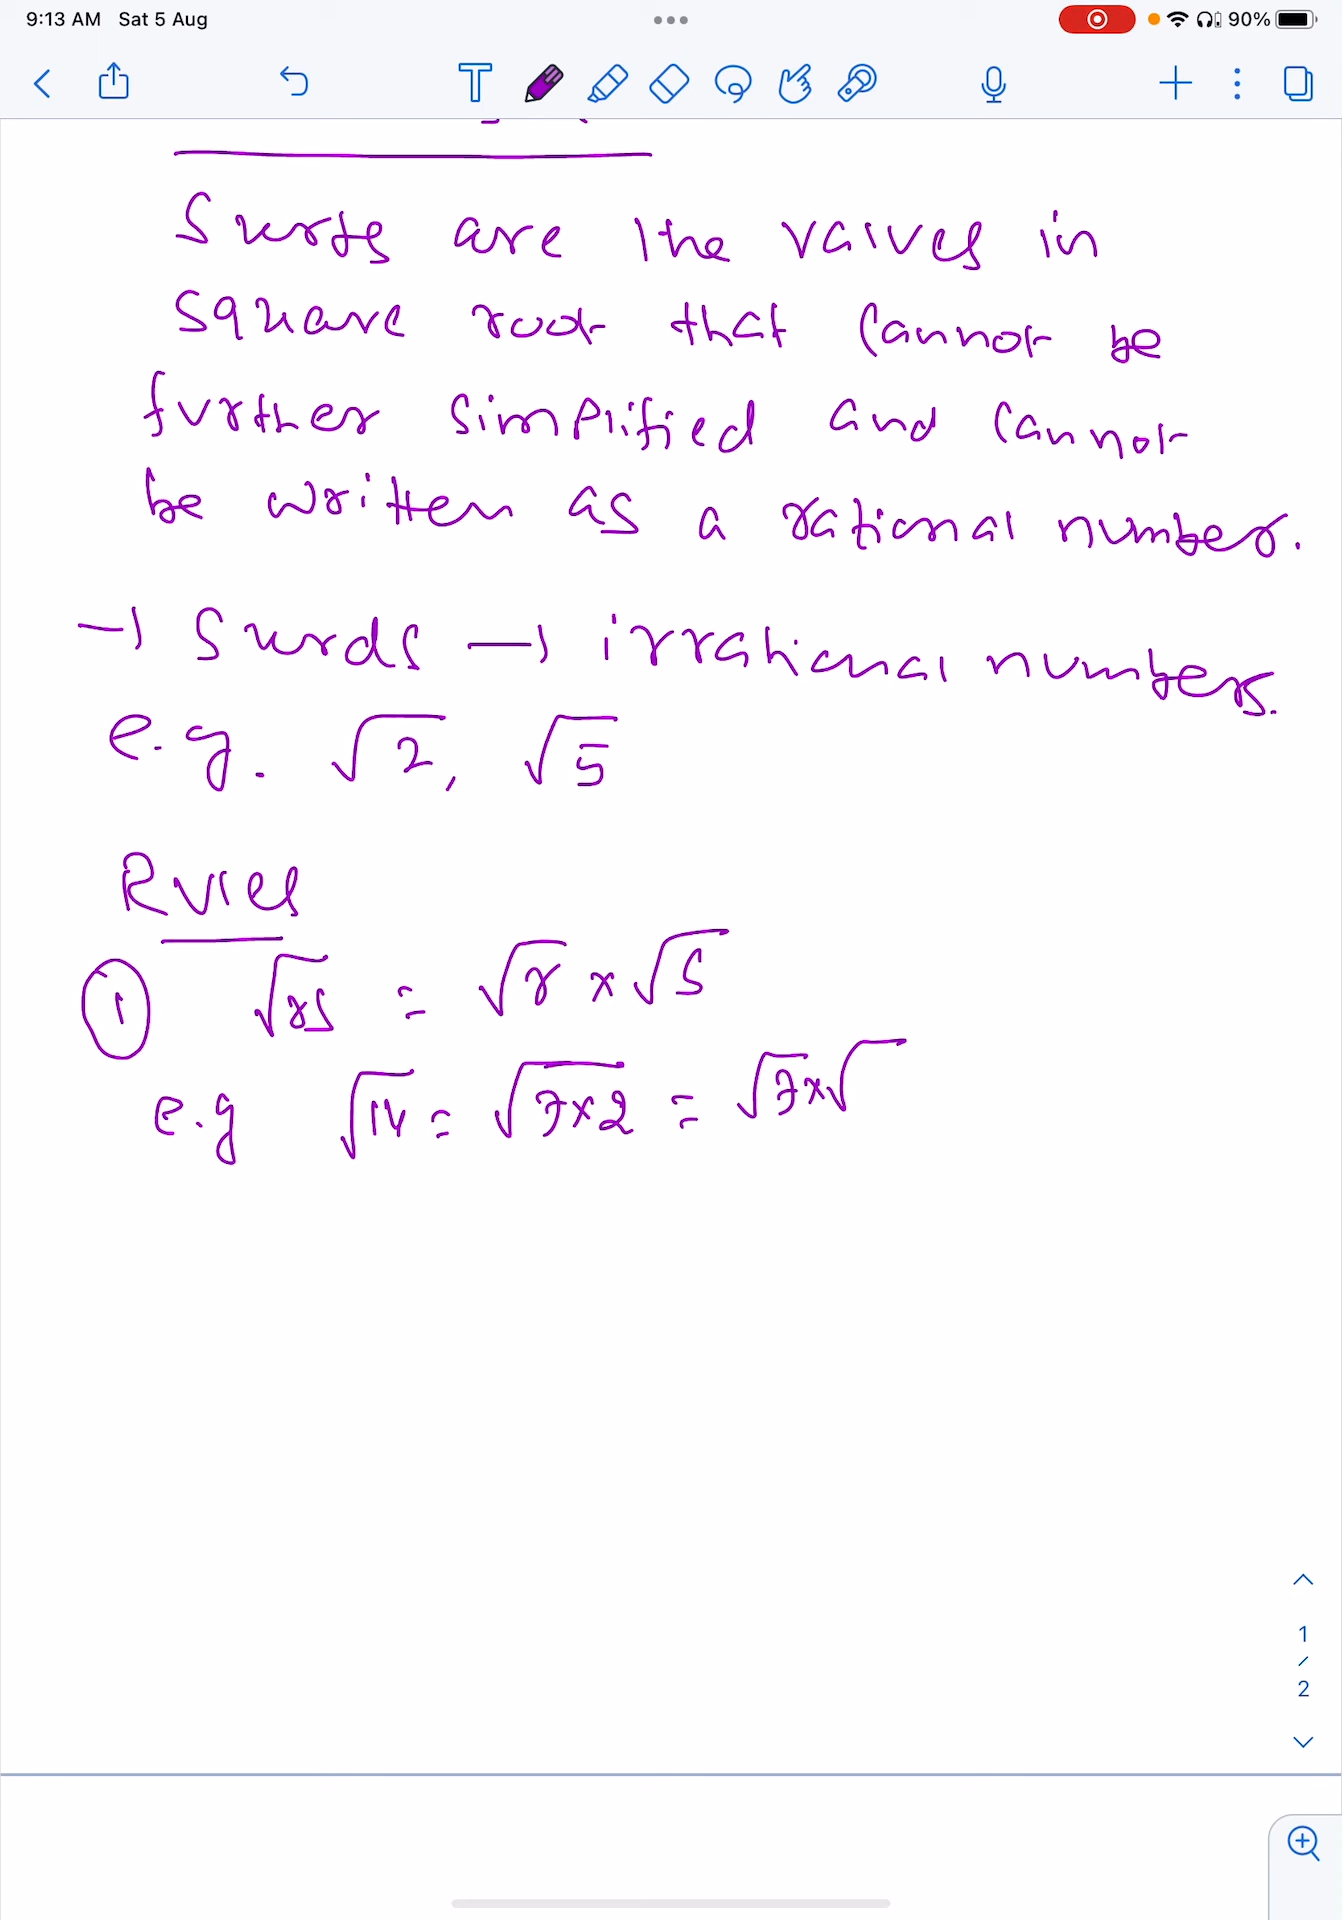 9:13 AM Sat 5 Aug
90%
T
Surds are the values in
square root that cannot be
further simplified and cannot
be written as a rational number.
→ Surds → irrational numbers.
e.g. √2, √5
Rules
① √rs = √r × √s
e.g √14 = √7×2 = √7×√
1
/
2